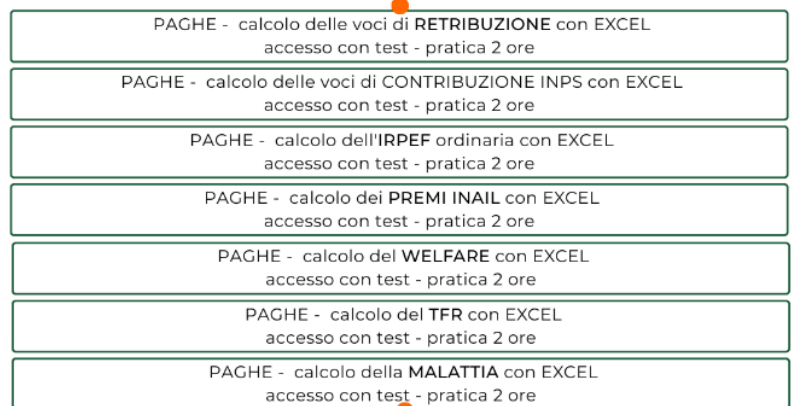 PAGHE - calcolo delle voci di RETRIBUZIONE con EXCEL
accesso con test - pratica 2 ore
PAGHE - calcolo delle voci di CONTRIBUZIONE INPS con EXCEL
accesso con test - pratica 2 ore
PAGHE - calcolo dell'IRPEF ordinaria con EXCEL
accesso con test - pratica 2 ore
PAGHE - calcolo dei PREMI INAIL con EXCEL
accesso con test - pratica 2 ore
PAGHE - calcolo del WELFARE con EXCEL
accesso con test - pratica 2 ore
PAGHE - calcolo del TFR con EXCEL
accesso con test - pratica 2 ore
PAGHE - calcolo della MALATTIA con EXCEL
accesso con test - pratica 2 ore